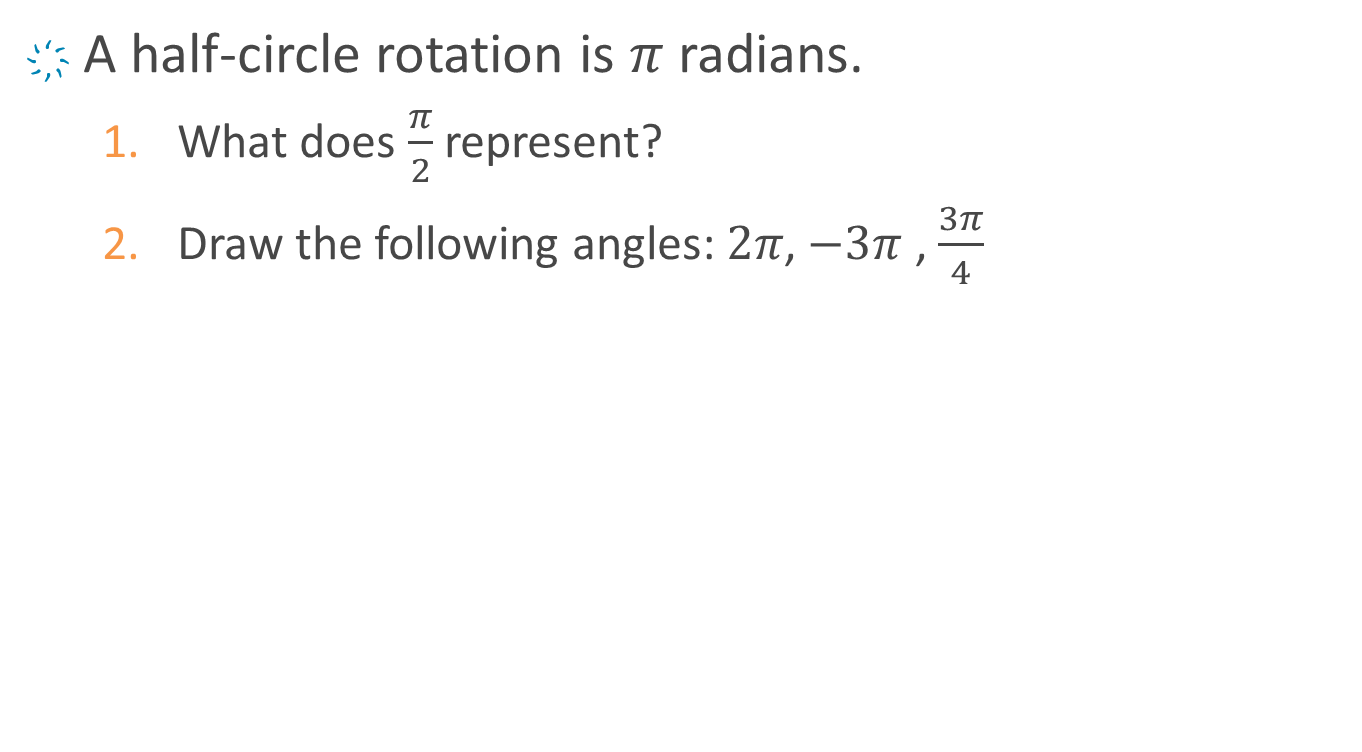 A half-circle rotation is 𝜋 radians.
1. What does 𝜋/2 represent?
2. Draw the following angles: 2𝜋, −3𝜋 , 3𝜋/4